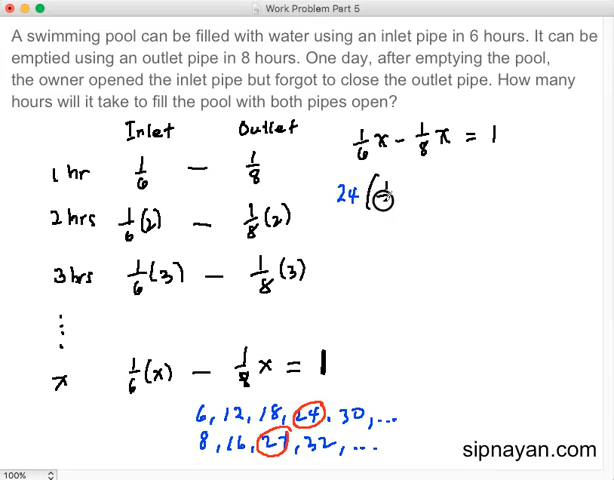 Work Problem Part 5
A swimming pool can be filled with water using an inlet pipe in 6 hours. It can be
emptied using an outlet pipe in 8 hours. One day, after emptying the pool,
the owner opened the inlet pipe but forgot to close the outlet pipe. How many
hours will it take to fill the pool with both pipes open?
Inlet Outlet
1/6 x - 1/8 x = 1
1 hr 1/6 - 1/8
24 (1
2 hrs 1/6 (2) - 1/8 (2)
3 hrs 1/6 (3) - 1/8 (3)
x 1/6 (x) - 1/8 x = 1
6, 12, 18, 24, 30, ...
8, 16, 27, 32, ...
sipnayan.com
100%